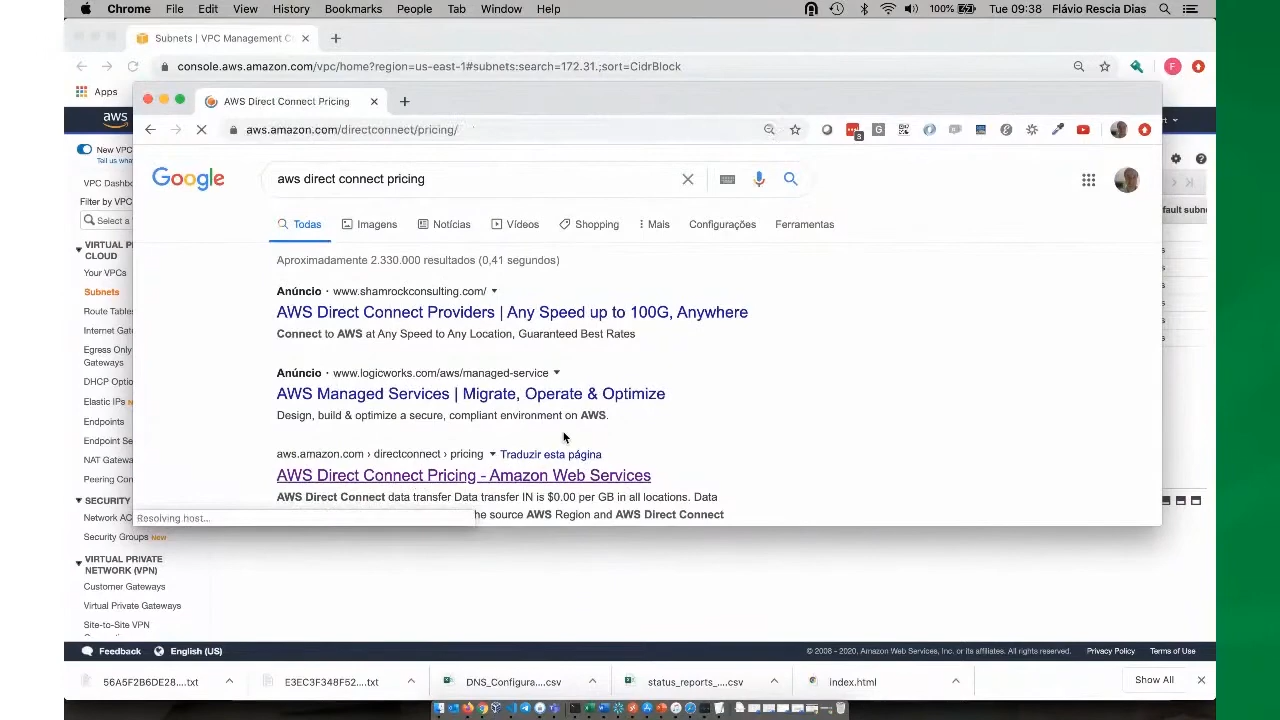 Chrome File Edit View History Bookmarks People Tab Window Help 100% Tue 09:38 Flávio Rescia Dias
Subnets | VPC Management C
console.aws.amazon.com/vpc/home?region=us-east-1#subnets:search=172.31.;sort=CidrBlock
F
Apps
AWS Direct Connect Pricing
aws
aws.amazon.com/directconnect/pricing/
3
New VPC
Tell us wha
Google
aws direct connect pricing
VPC Dashbo
Filter by VPC
Select a
fault subne
Todas Imagens Notícias Vídeos Shopping Mais Configurações Ferramentas
VIRTUAL PR
CLOUD
Aproximadamente 2.330.000 resultados (0,41 segundos)
Your VPCs
Subnets
Anúncio · www.shamrockconsulting.com/
Route Tables
AWS Direct Connect Providers | Any Speed up to 100G, Anywhere
Internet Gate
Connect to AWS at Any Speed to Any Location, Guaranteed Best Rates
Egress Only
Gateways
Anúncio · www.logicworks.com/aws/managed-service
DHCP Optio
AWS Managed Services | Migrate, Operate & Optimize
Elastic IPs
Design, build & optimize a secure, compliant environment on AWS.
Endpoints
Endpoint Se
aws.amazon.com › directconnect › pricing Traduzir esta página
NAT Gatewa
AWS Direct Connect Pricing - Amazon Web Services
Peering Con
AWS Direct Connect data transfer Data transfer IN is $0.00 per GB in all locations. Data
SECURITY
source AWS Region and AWS Direct Connect
Network AC
Resolving host...
Security Groups New
VIRTUAL PRIVATE
NETWORK (VPN)
Customer Gateways
Virtual Private Gateways
Site-to-Site VPN
Feedback English (US) © 2008 - 2020, Amazon Web Services, Inc. or its affiliates. All rights reserved. Privacy Policy Terms of Use
56A5F2B6DE28....txt E3EC3F348F52....txt DNS_Configura....csv status_reports_....csv index.html Show All